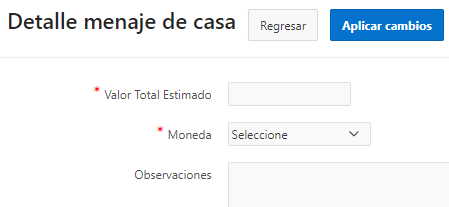 Detalle menaje de casa Regresar Aplicar cambios
* Valor Total Estimado
* Moneda Seleccione
Observaciones